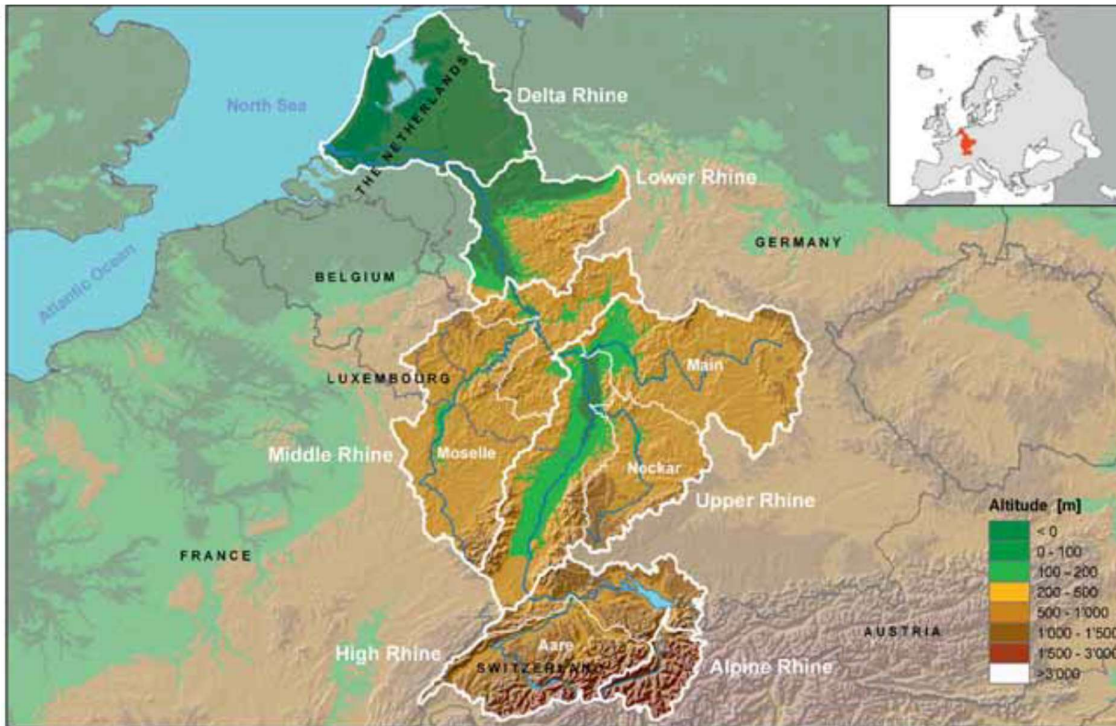 North Sea
THE NETHERLANDS
Delta Rhine
Lower Rhine
GERMANY
BELGIUM
Atlantic Ocean
LUXEMBOURG
Main
Middle Rhine
Moselle
Neckar
Upper Rhine
FRANCE
Altitude [m]
< 0
0 - 100
100 - 200
200 - 500
500 - 1'000
1'000 - 1'500
1'500 - 3'000
>3'000
AUSTRIA
High Rhine
Aare
SWITZERLAND
Alpine Rhine